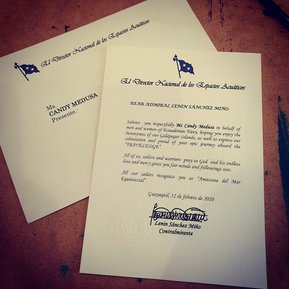 El Director Nacional de los Espacios Acuáticos
Ms.
CANDY MEDUSA
Presente.-
El Director Nacional de los Espacios Acuáticos
REAR ADMIRAL LENIN SÁNCHEZ MIÑO
Salutes you respectfully Ms Candy Medusa in behalf of
men and women of Ecuadorian Navy, hoping you enjoy the
beautyness of our Galápagos Islands, as well as express our
admiration and proud of your epic journey aboard the
"TRAVELEDGE".
All of us, sailors and warriors pray to God and his endless
love and mercy gives you fair winds and followings seas.
All our sailors recognize you as "Amazona del Mar
Equinoccial".
Guayaquil, 12 de febrero 2020
Lenin Sánchez Miño
Contralmirante